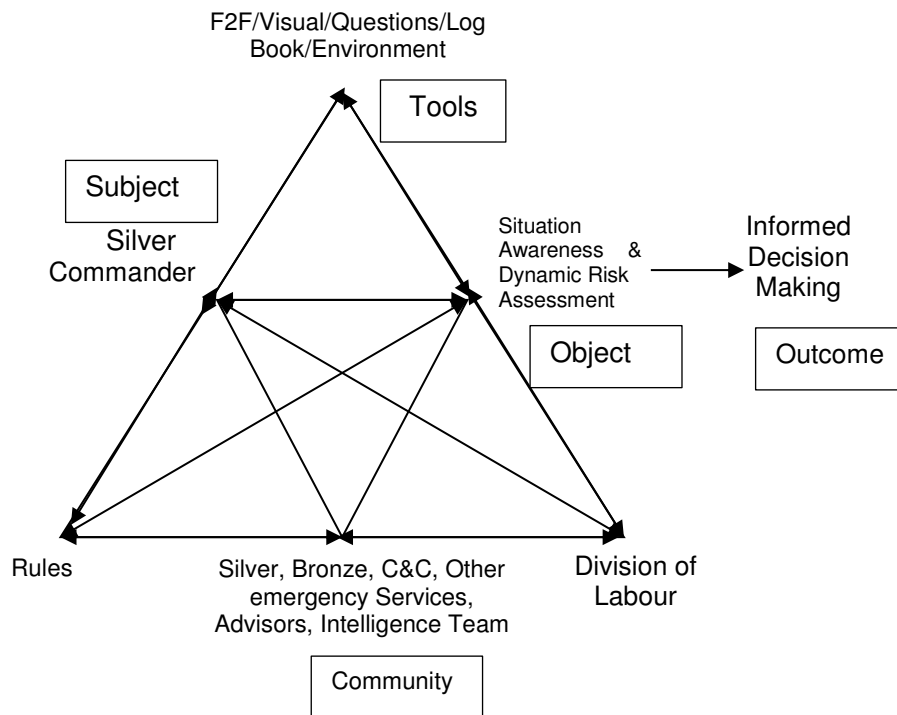 F2F/Visual/Questions/Log
Book/Environment
Tools
Subject
Silver
Commander
Situation
Awareness &
Dynamic Risk
Assessment
Informed
Decision
Making
Object
Outcome
Rules
Silver, Bronze, C&C, Other
emergency Services,
Advisors, Intelligence Team
Division of
Labour
Community